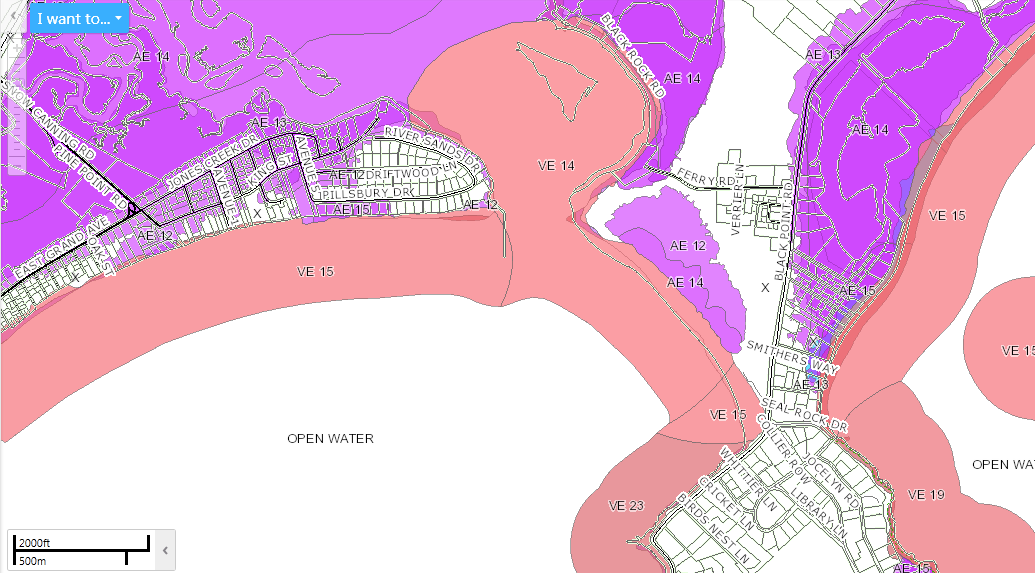 I want to...
AE 14
BLACK ROCK RD
AE 13
AE 14
SNOW CANNING RD
AE 13
AE 14
RIVER SANDS DR
PINE POINT RD
JONES CREEK DR
KING ST
AVENUE
VE 14
AE 12
DRIFTWOOD LN
FERRY RD
VERRIER LN
PILLSBURY DR
AVENUE 1
X
AE 15
AE 12
BLACK POINT RD
VE 15
EAST GRAND AVE
OAK ST
AE 12
AE 12
X
VE 15
AE 14
X
AE 15
X
SMITHERS WAY
VE 15
AE 13
VE 15
SEAL ROCK DR
OPEN WATER
COLLIER ROW
WHITTIER LN
JOCELYN RD
OPEN WA
CRICKET LN
LIBRARY LN
VE 23
BIRDS NEST LN
VE 19
2000ft
500m
AE 15